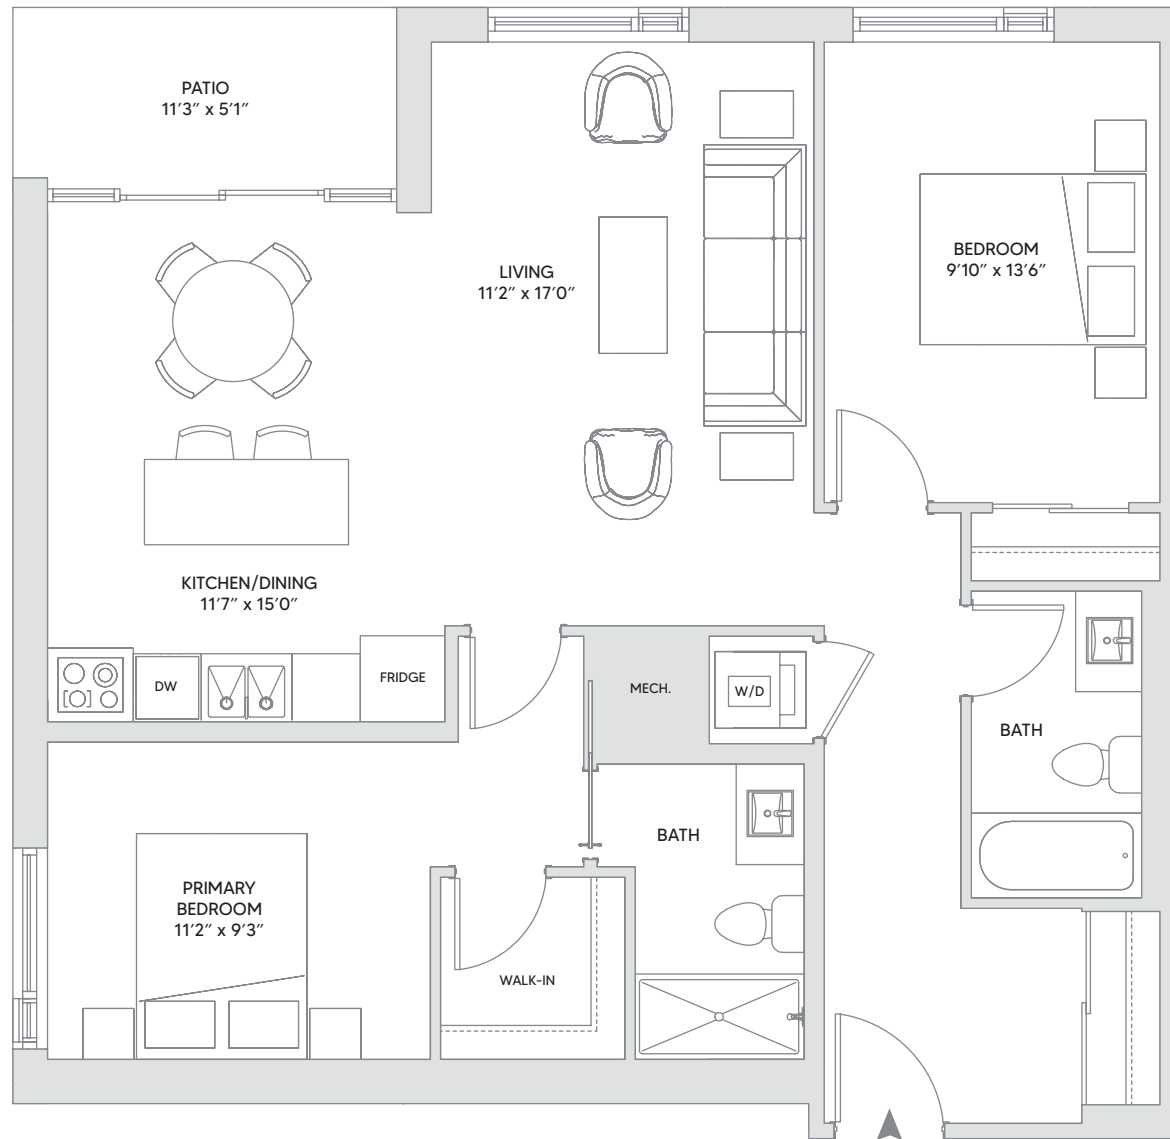 PATIO
11′3″ x 5′1″
LIVING
11′2″ x 17′0″
BEDROOM
9′10″ x 13′6″
KITCHEN/DINING
11′7″ x 15′0″
DW
FRIDGE
MECH.
W/D
BATH
BATH
PRIMARY
BEDROOM
11′2″ x 9′3″
WALK-IN